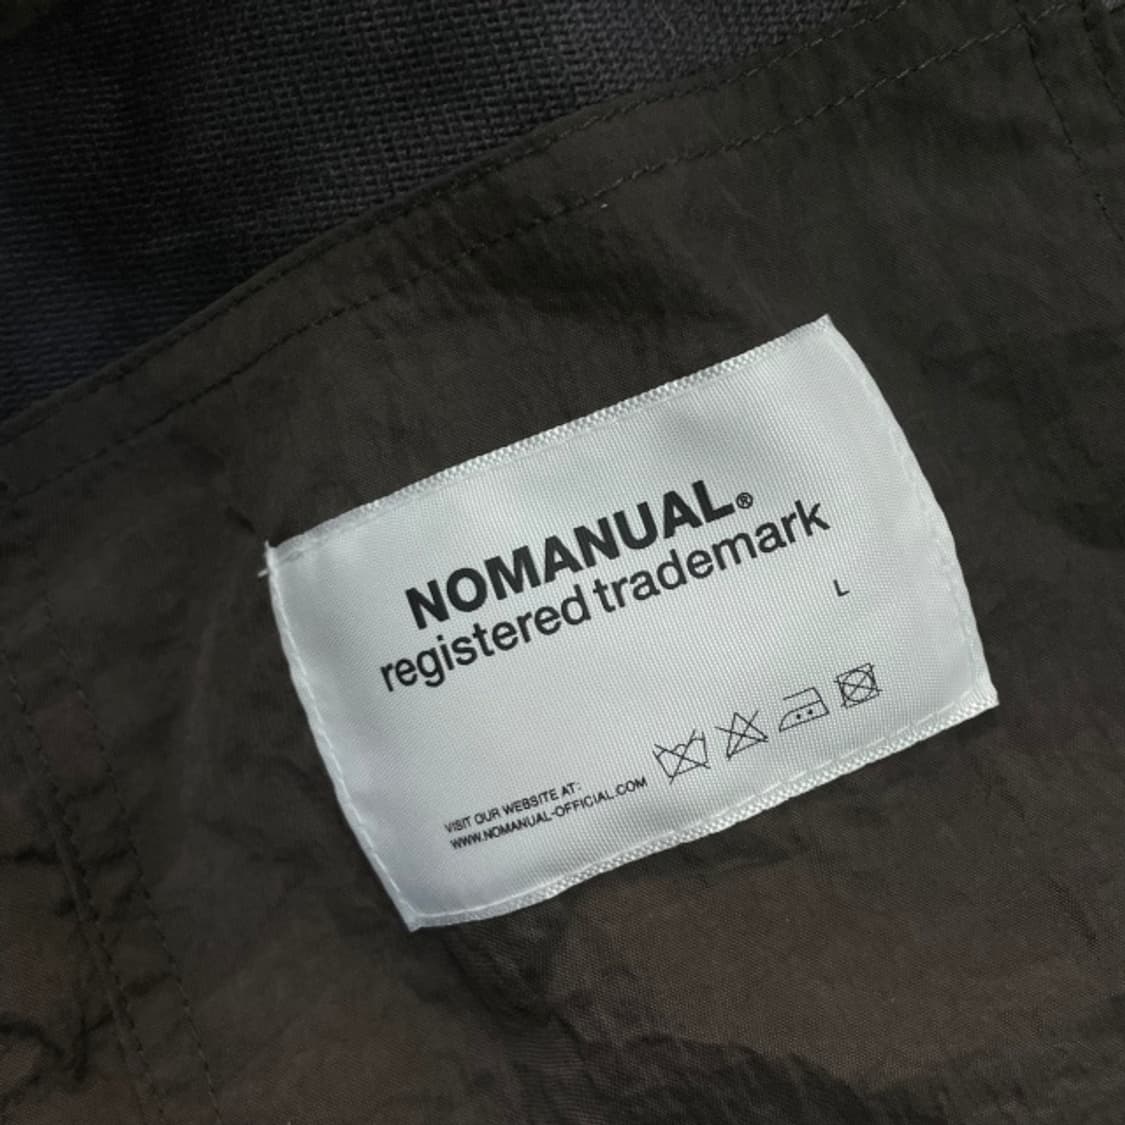 NOMANUAL®
registered trademark
L
VISIT OUR WEBSITE AT:
WWW.NOMANUAL-OFFICIAL.COM